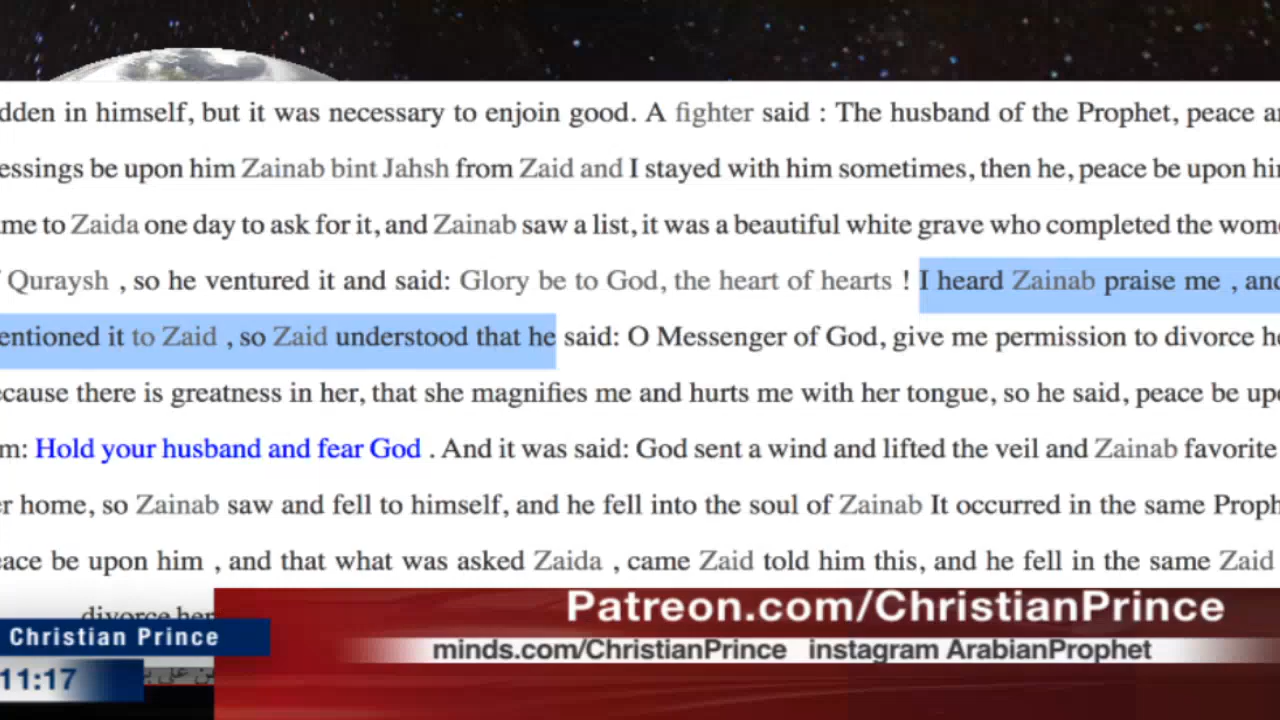 dden in himself, but it was necessary to enjoin good. A fighter said : The husband of the Prophet, peace an
essings be upon him Zainab bint Jahsh from Zaid and I stayed with him sometimes, then he, peace be upon him
me to Zaida one day to ask for it, and Zainab saw a list, it was a beautiful white grave who completed the wome
Quraysh , so he ventured it and said: Glory be to God, the heart of hearts ! I heard Zainab praise me , and
entioned it to Zaid , so Zaid understood that he said: O Messenger of God, give me permission to divorce he
ecause there is greatness in her, that she magnifies me and hurts me with her tongue, so he said, peace be upo
m: Hold your husband and fear God . And it was said: God sent a wind and lifted the veil and Zainab favorite
er home, so Zainab saw and fell to himself, and he fell into the soul of Zainab It occurred in the same Proph
eace be upon him , and that what was asked Zaida , came Zaid told him this, and he fell in the same Zaid
divorce her
Patreon.com/ChristianPrince
Christian Prince
minds.com/ChristianPrince instagram ArabianProphet
11:17